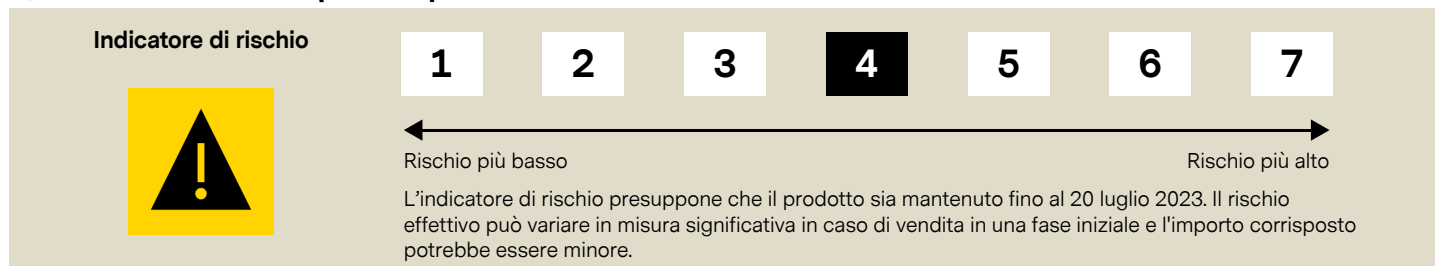 Indicatore di rischio
1 2 3 4 5 6 7
Rischio più basso Rischio più alto
L'indicatore di rischio presuppone che il prodotto sia mantenuto fino al 20 luglio 2023. Il rischio
effettivo può variare in misura significativa in caso di vendita in una fase iniziale e l'importo corrisposto
potrebbe essere minore.